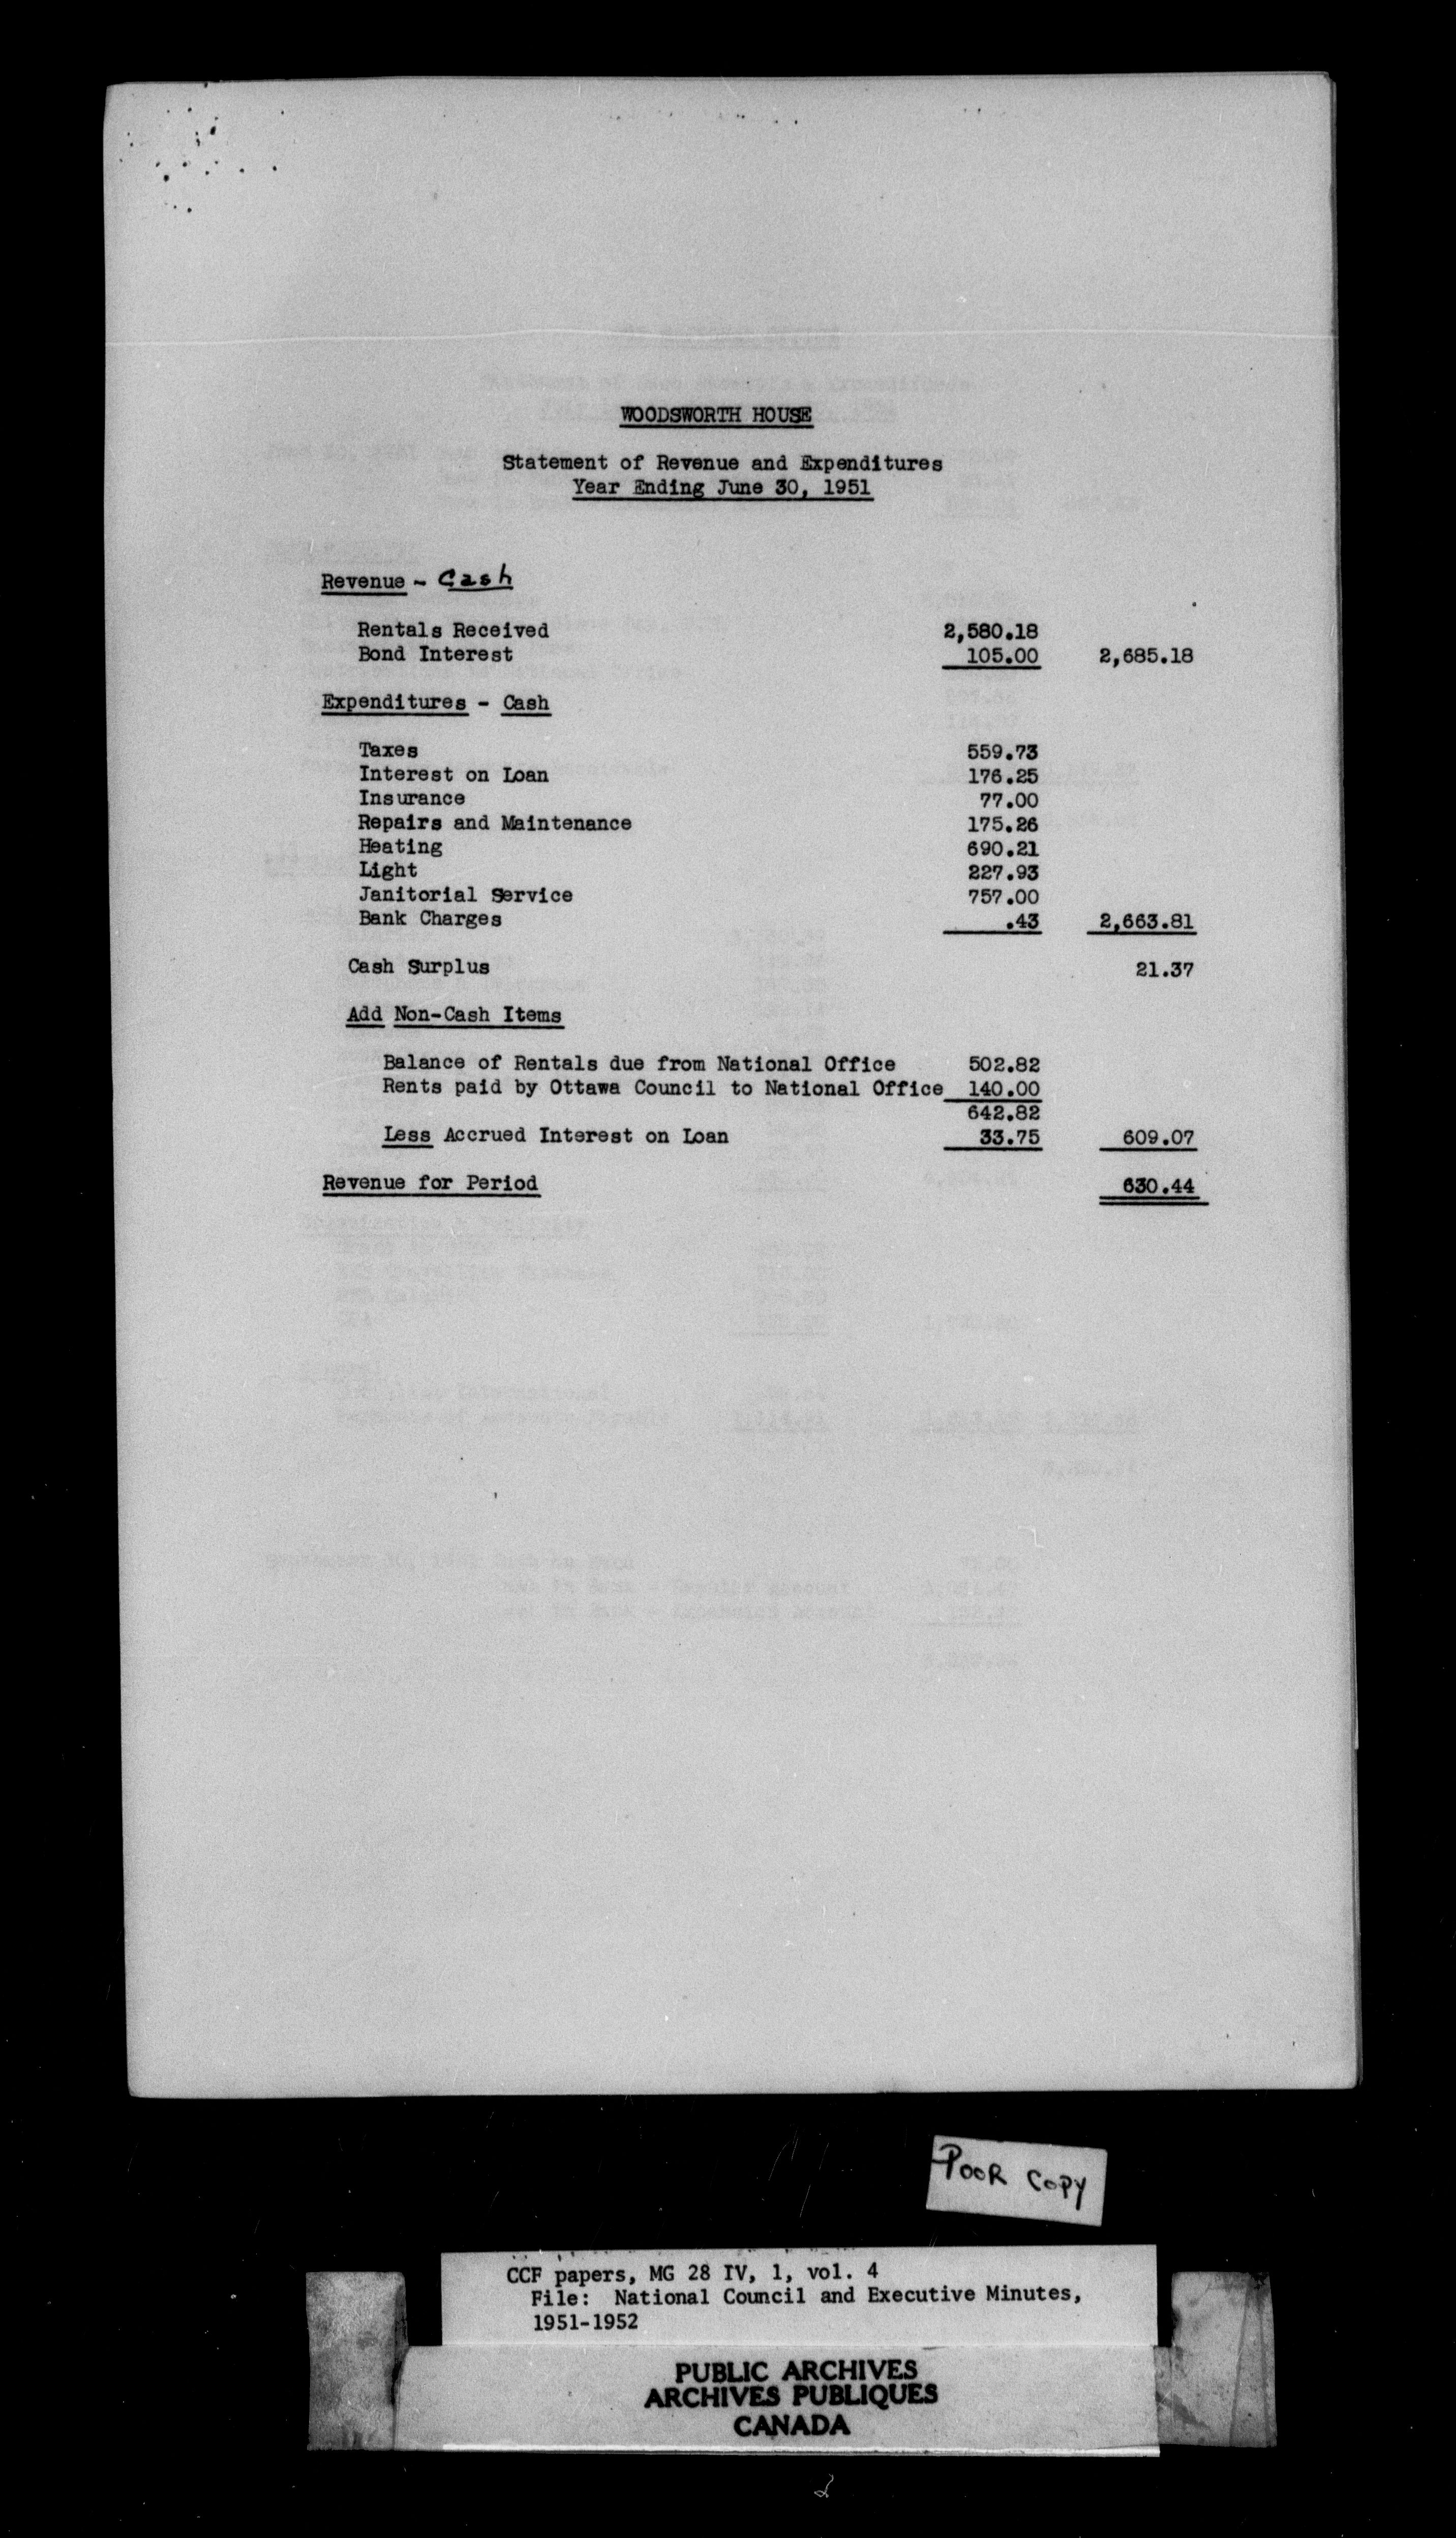 WOODSWORTH HOUSE
Statement of Revenue and Expenditures
Year Ending June 30, 1951
Revenue - Cash
Rentals Received 2,580.18
Bond Interest 105.00 2,685.18
Expenditures - Cash
Taxes 559.73
Interest on Loan 176.25
Insurance 77.00
Repairs and Maintenance 175.26
Heating 690.21
Light 227.93
Janitorial Service 757.00
Bank Charges .43 2,663.81
Cash Surplus 21.37
Add Non-Cash Items
Balance of Rentals due from National Office 502.82
Rents paid by Ottawa Council to National Office 140.00
642.82
Less Accrued Interest on Loan 33.75 609.07
Revenue for Period 630.44
POOR COPY
CCF papers, MG 28 IV, 1, vol. 4
File: National Council and Executive Minutes,
1951-1952
PUBLIC ARCHIVES
ARCHIVES PUBLIQUES
CANADA